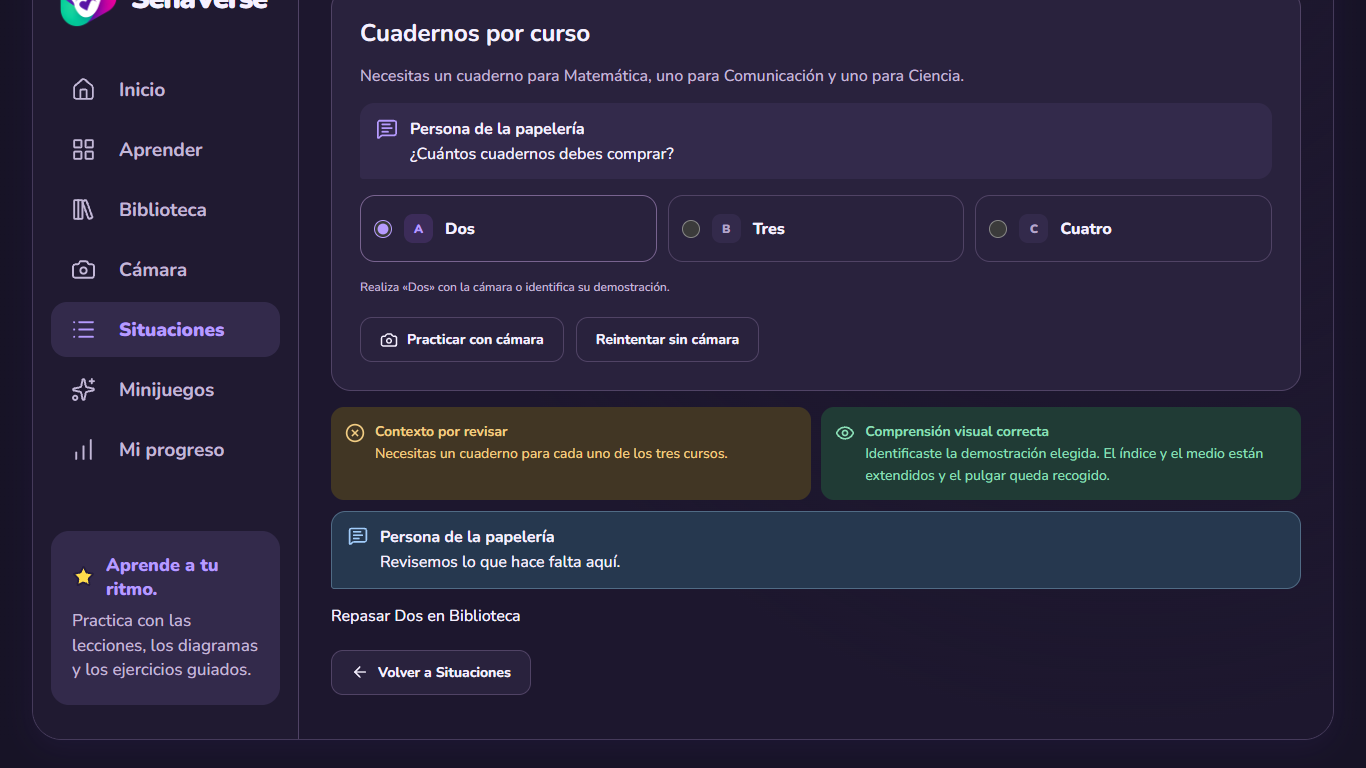 SeñaVerse
Inicio
Aprender
Biblioteca
Cámara
Situaciones
Minijuegos
Mi progreso
Aprende a tu
ritmo.
Practica con las
lecciones, los diagramas
y los ejercicios guiados.
Cuadernos por curso
Necesitas un cuaderno para Matemática, uno para Comunicación y uno para Ciencia.
Persona de la papelería
¿Cuántos cuadernos debes comprar?
A Dos
B Tres
C Cuatro
Realiza «Dos» con la cámara o identifica su demostración.
Practicar con cámara
Reintentar sin cámara
Contexto por revisar
Necesitas un cuaderno para cada uno de los tres cursos.
Comprensión visual correcta
Identificaste la demostración elegida. El índice y el medio están
extendidos y el pulgar queda recogido.
Persona de la papelería
Revisemos lo que hace falta aquí.
Repasar Dos en Biblioteca
Volver a Situaciones